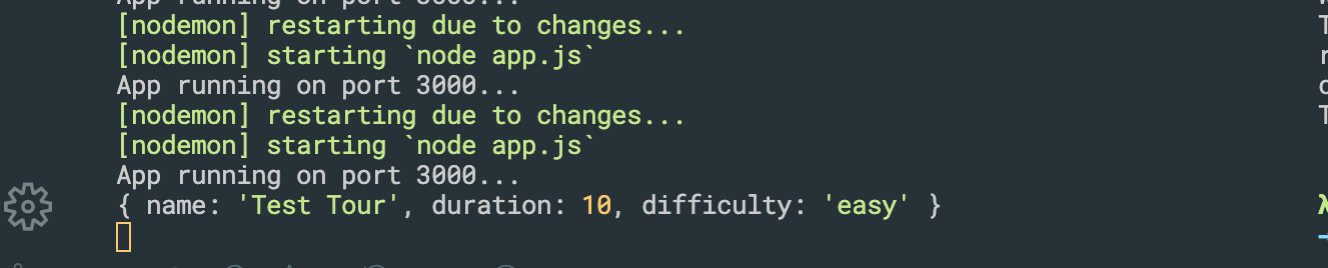 App running on port 3000...
[nodemon] restarting due to changes...
[nodemon] starting `node app.js`
App running on port 3000...
[nodemon] restarting due to changes...
[nodemon] starting `node app.js`
App running on port 3000...
{ name: 'Test Tour', duration: 10, difficulty: 'easy' }